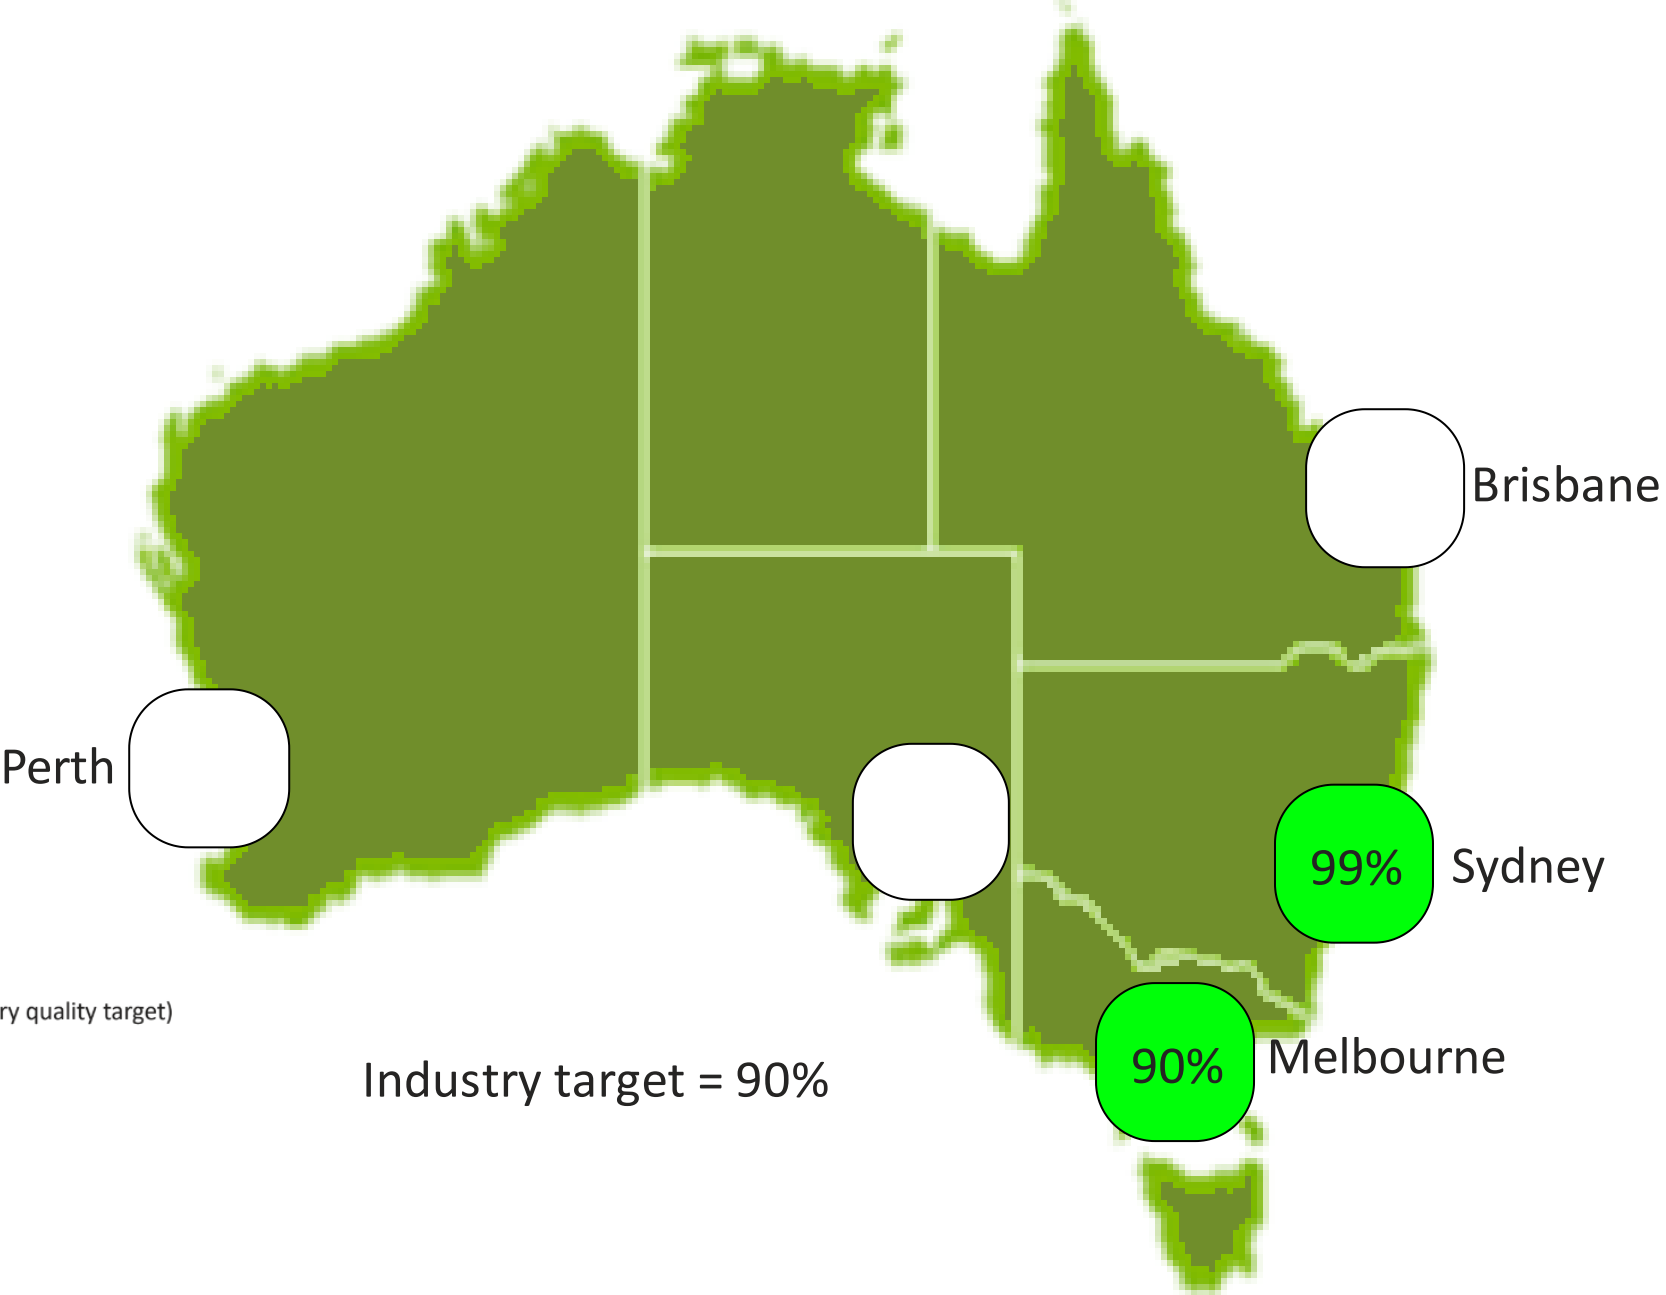 Brisbane
Perth
99% Sydney
ry quality target)
90% Melbourne
Industry target = 90%